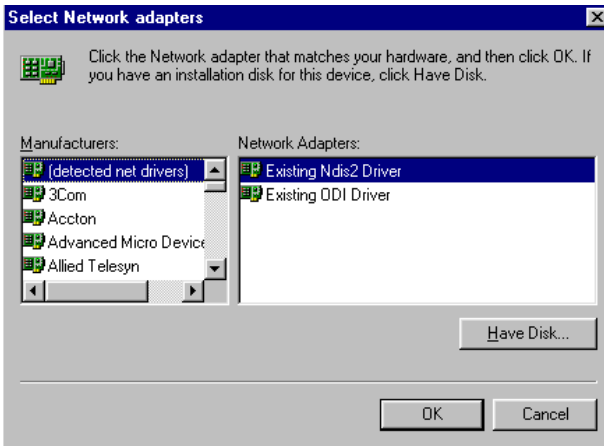 Select Network adapters
Click the Network adapter that matches your hardware, and then click OK. If
you have an installation disk for this device, click Have Disk.
Manufacturers:
(detected net drivers)
3Com
Accton
Advanced Micro Device
Allied Telesyn
Network Adapters:
Existing Ndis2 Driver
Existing ODI Driver
Have Disk...
OK
Cancel